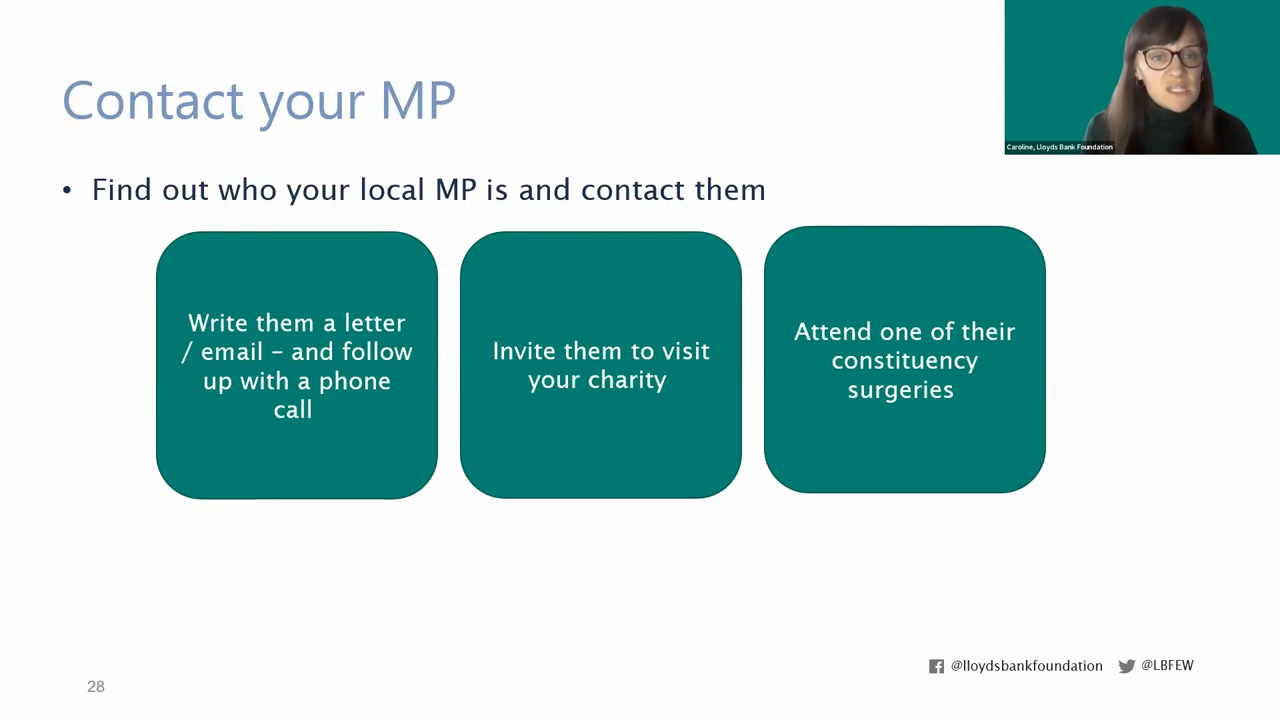 Contact your MP
Caroline, Lloyds Bank Foundation
• Find out who your local MP is and contact them
Write them a letter
/ email – and follow
up with a phone
call
Invite them to visit
your charity
Attend one of their
constituency
surgeries
@lloydsbankfoundation @LBFEW
28